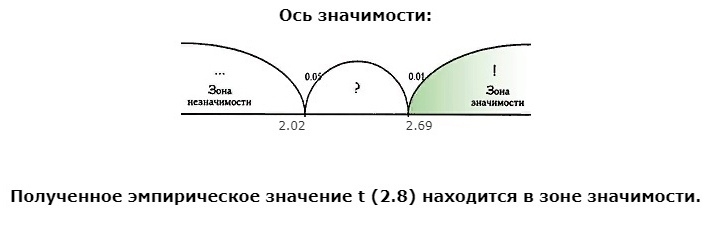 Ось значимости:
... 0.05 ? 0.01 !
Зона незначимости
Зона значимости
2.02 2.69
Полученное эмпирическое значение t (2.8) находится в зоне значимости.